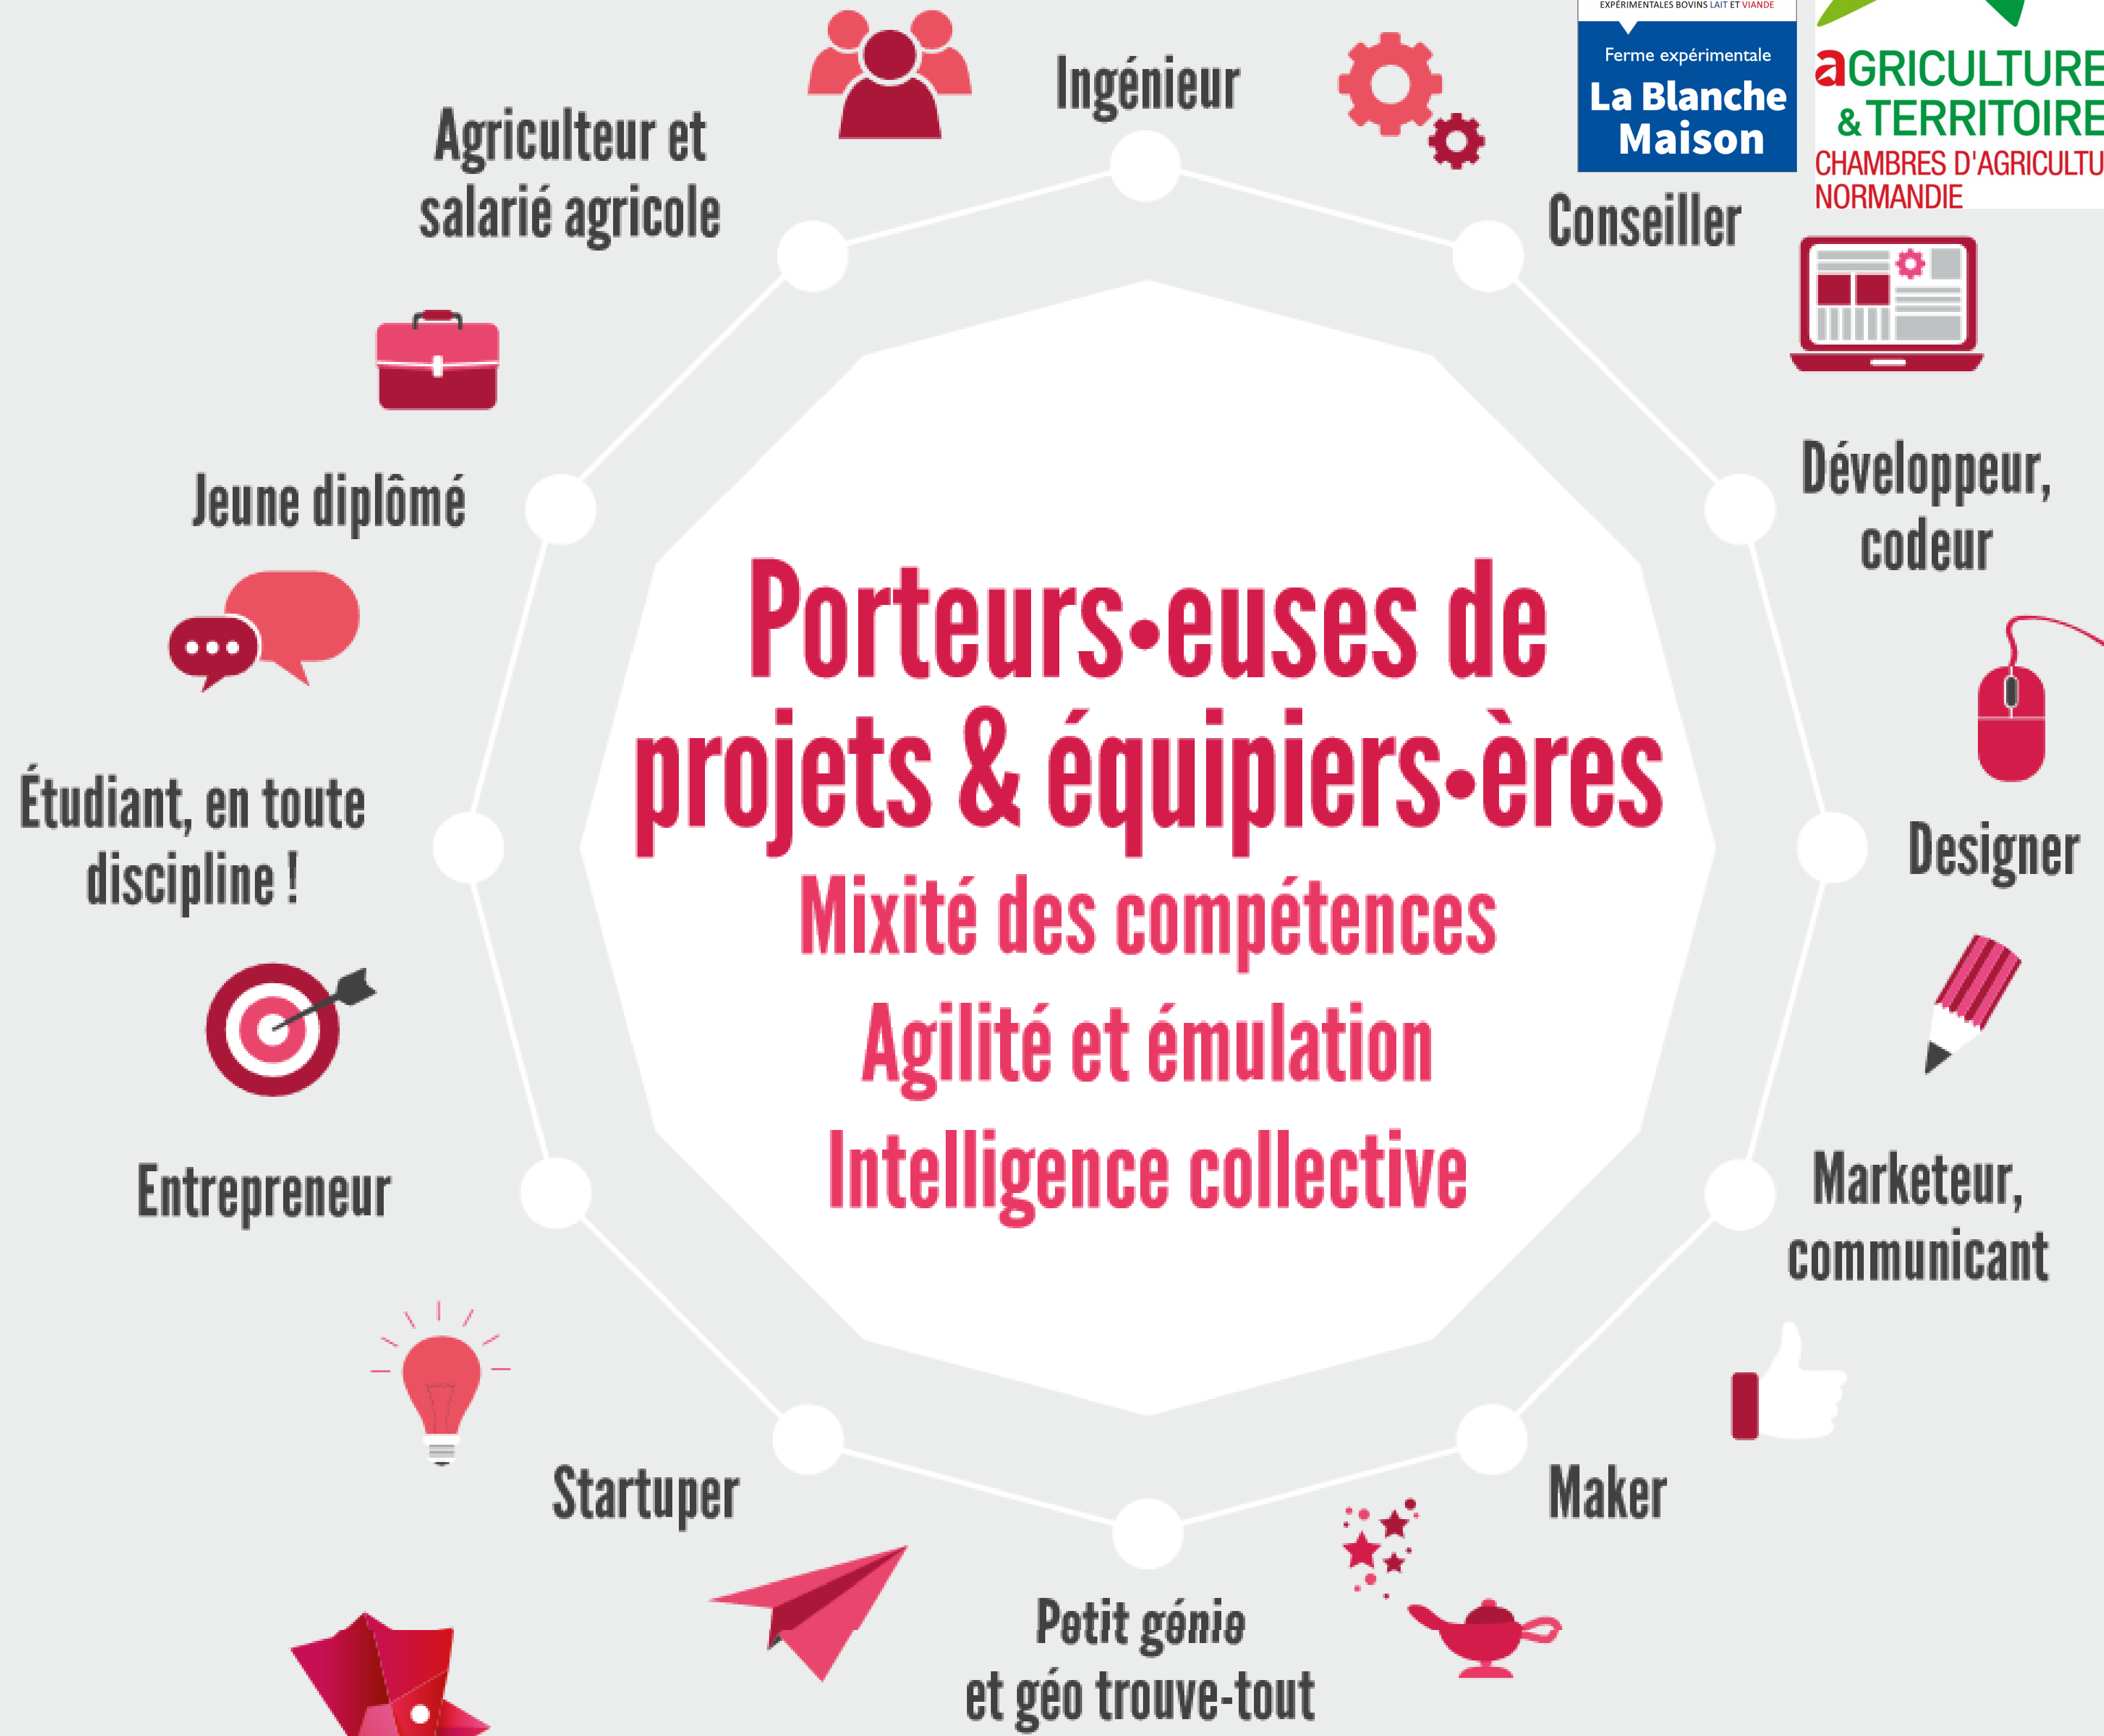 EXPÉRIMENTALES BOVINS LAIT ET VIANDE
Ferme expérimentale
La Blanche
Maison
aGRICULTURE
& TERRITOIRE
CHAMBRES D'AGRICULTU
NORMANDIE
Ingénieur
Agriculteur et
salarié agricole
Conseiller
Jeune diplômé
Développeur,
codeur
Porteurs•euses de
projets & équipiers•ères
Mixité des compétences
Agilité et émulation
Intelligence collective
Étudiant, en toute
discipline !
Designer
Entrepreneur
Marketeur,
communicant
Startuper
Maker
Petit génie
et géo trouve-tout